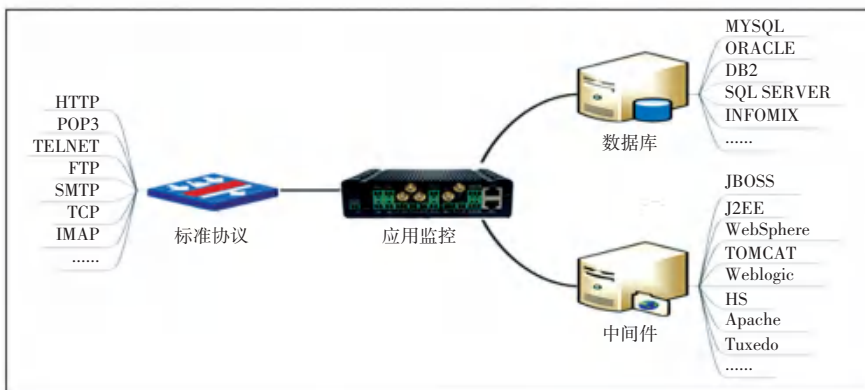 HTTP
POP3
TELNET
FTP
SMTP
TCP
IMAP
......
标准协议
应用监控
MYSQL
ORACLE
DB2
SQL SERVER
INFOMIX
......
数据库
JBOSS
J2EE
WebSphere
TOMCAT
Weblogic
HS
Apache
Tuxedo
......
中间件